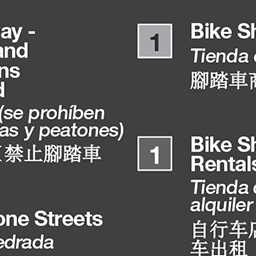 ay -
and
ns
d
(se prohíben
as y peatones)
禁止腳踏車
one Streets
edrada
1
Bike Sh
Tienda
腳踏車商
1
Bike Sh
Rentals
Tienda
alquiler
自行车店
车出租